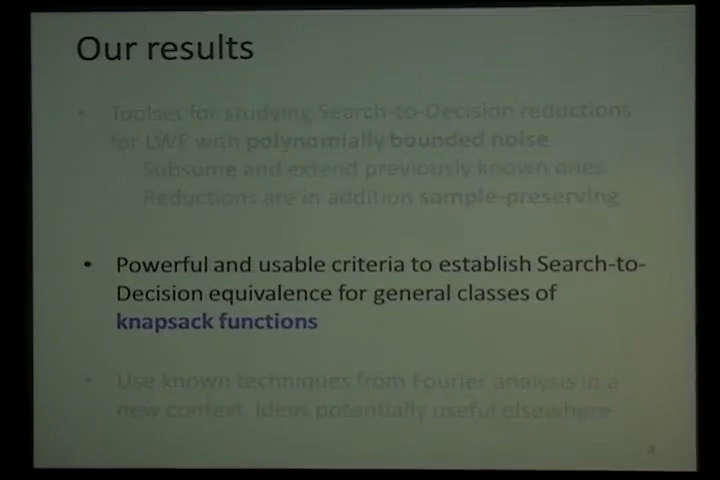 Our results
• Toolset for studying Search-to-Decision reductions
for LWE with polynomially bounded noise.
Subsume and extend previously known ones
Reductions are in addition sample-preserving
• Powerful and usable criteria to establish Search-to-
Decision equivalence for general classes of
knapsack functions
• Use known techniques from Fourier analysis in a
new context. Ideas potentially useful elsewhere